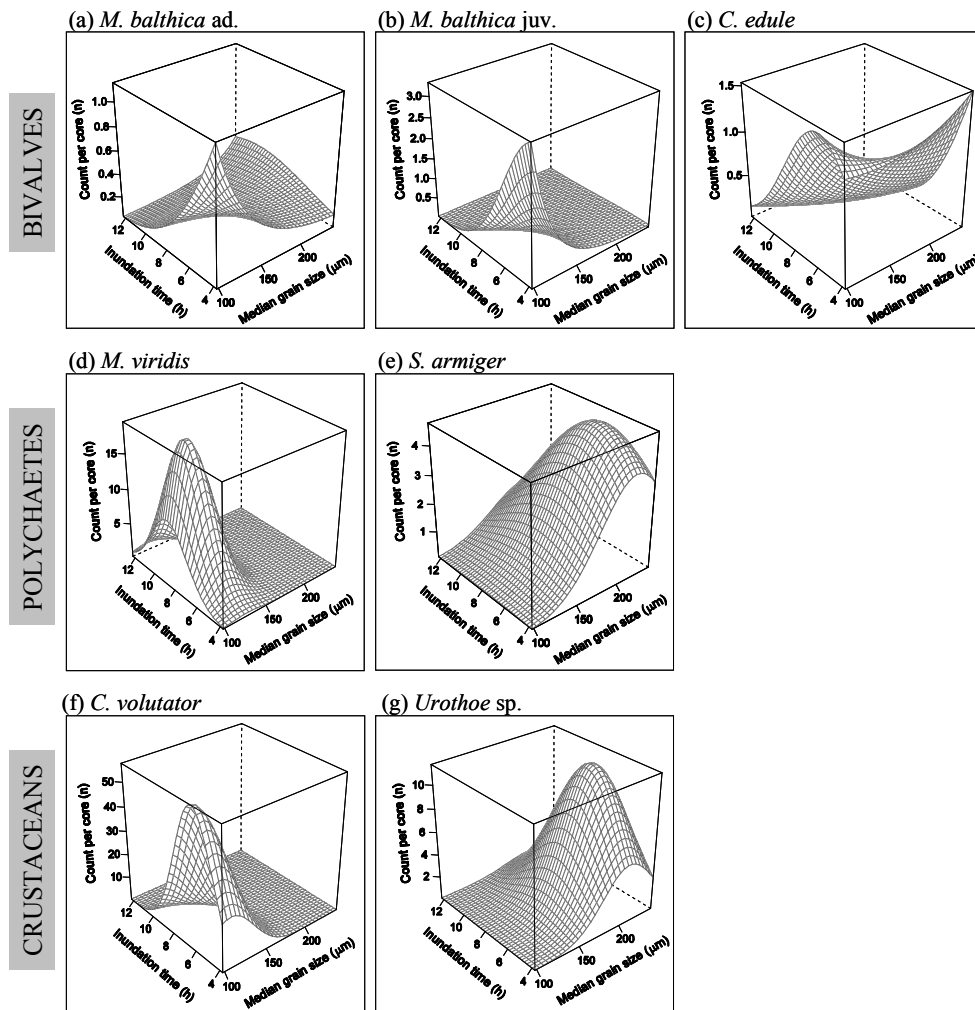 (a) M. balthica ad.
(b) M. balthica juv.
(c) C. edule
BIVALVES
Count per core (n)
1.0
0.8
0.6
0.4
0.2
12
10
8
6
4
Inundation time (h)
100
150
200
Median grain size (µm)
Count per core (n)
3.0
2.5
2.0
1.5
1.0
0.5
12
10
8
6
4
Inundation time (h)
100
150
200
Median grain size (µm)
Count per core (n)
1.5
1.0
0.5
12
10
8
6
4
Inundation time (h)
100
150
200
Median grain size (µm)
(d) M. viridis
(e) S. armiger
POLYCHAETES
Count per core (n)
15
10
5
12
10
8
6
4
Inundation time (h)
100
150
200
Median grain size (µm)
Count per core (n)
4
3
2
1
12
10
8
6
4
Inundation time (h)
100
150
200
Median grain size (µm)
(f) C. volutator
(g) Urothoe sp.
CRUSTACEANS
Count per core (n)
50
40
30
20
10
12
10
8
6
4
Inundation time (h)
100
150
200
Median grain size (µm)
Count per core (n)
10
8
6
4
2
12
10
8
6
4
Inundation time (h)
100
150
200
Median grain size (µm)